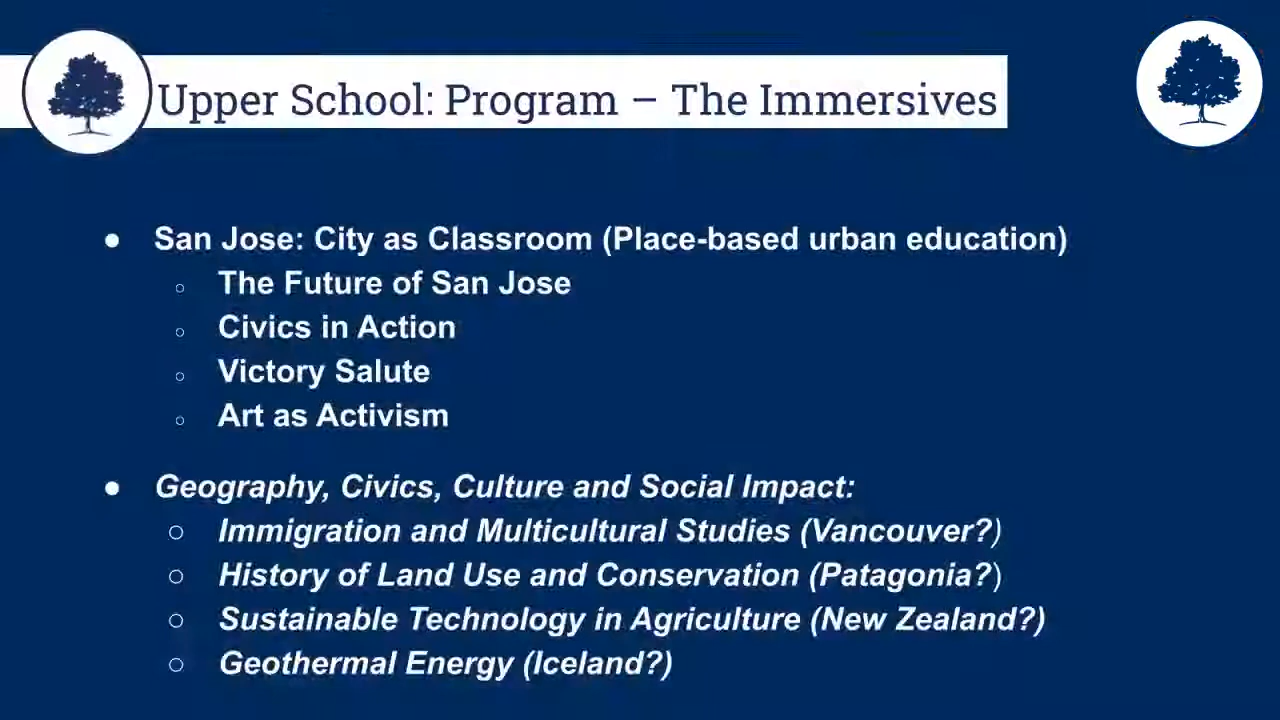 Upper School: Program – The Immersives
● San Jose: City as Classroom (Place-based urban education)
○ The Future of San Jose
○ Civics in Action
○ Victory Salute
○ Art as Activism
● Geography, Civics, Culture and Social Impact:
○ Immigration and Multicultural Studies (Vancouver?)
○ History of Land Use and Conservation (Patagonia?)
○ Sustainable Technology in Agriculture (New Zealand?)
○ Geothermal Energy (Iceland?)